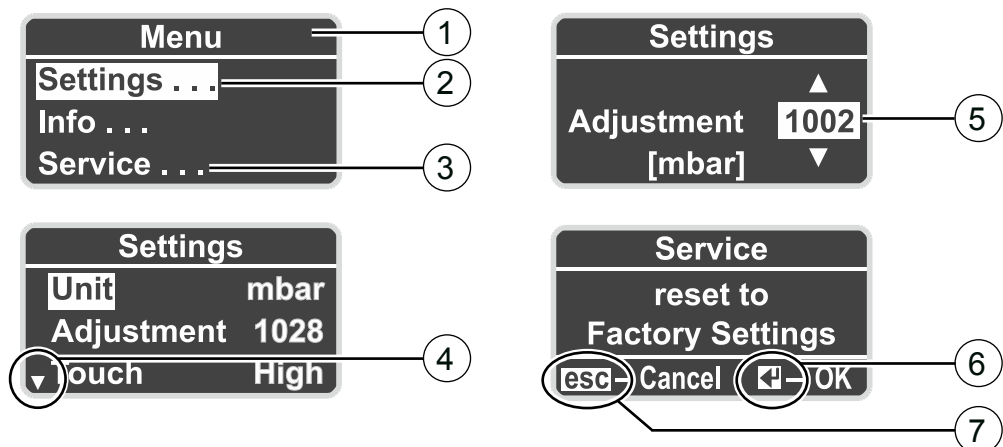 Menu
1
Settings . . .
2
Info . . .
Service . . .
3
Settings
Adjustment 1002
5
[mbar]
Settings
Unit mbar
Adjustment 1028
4
Touch High
Service
reset to
Factory Settings
6
esc – Cancel – OK
7